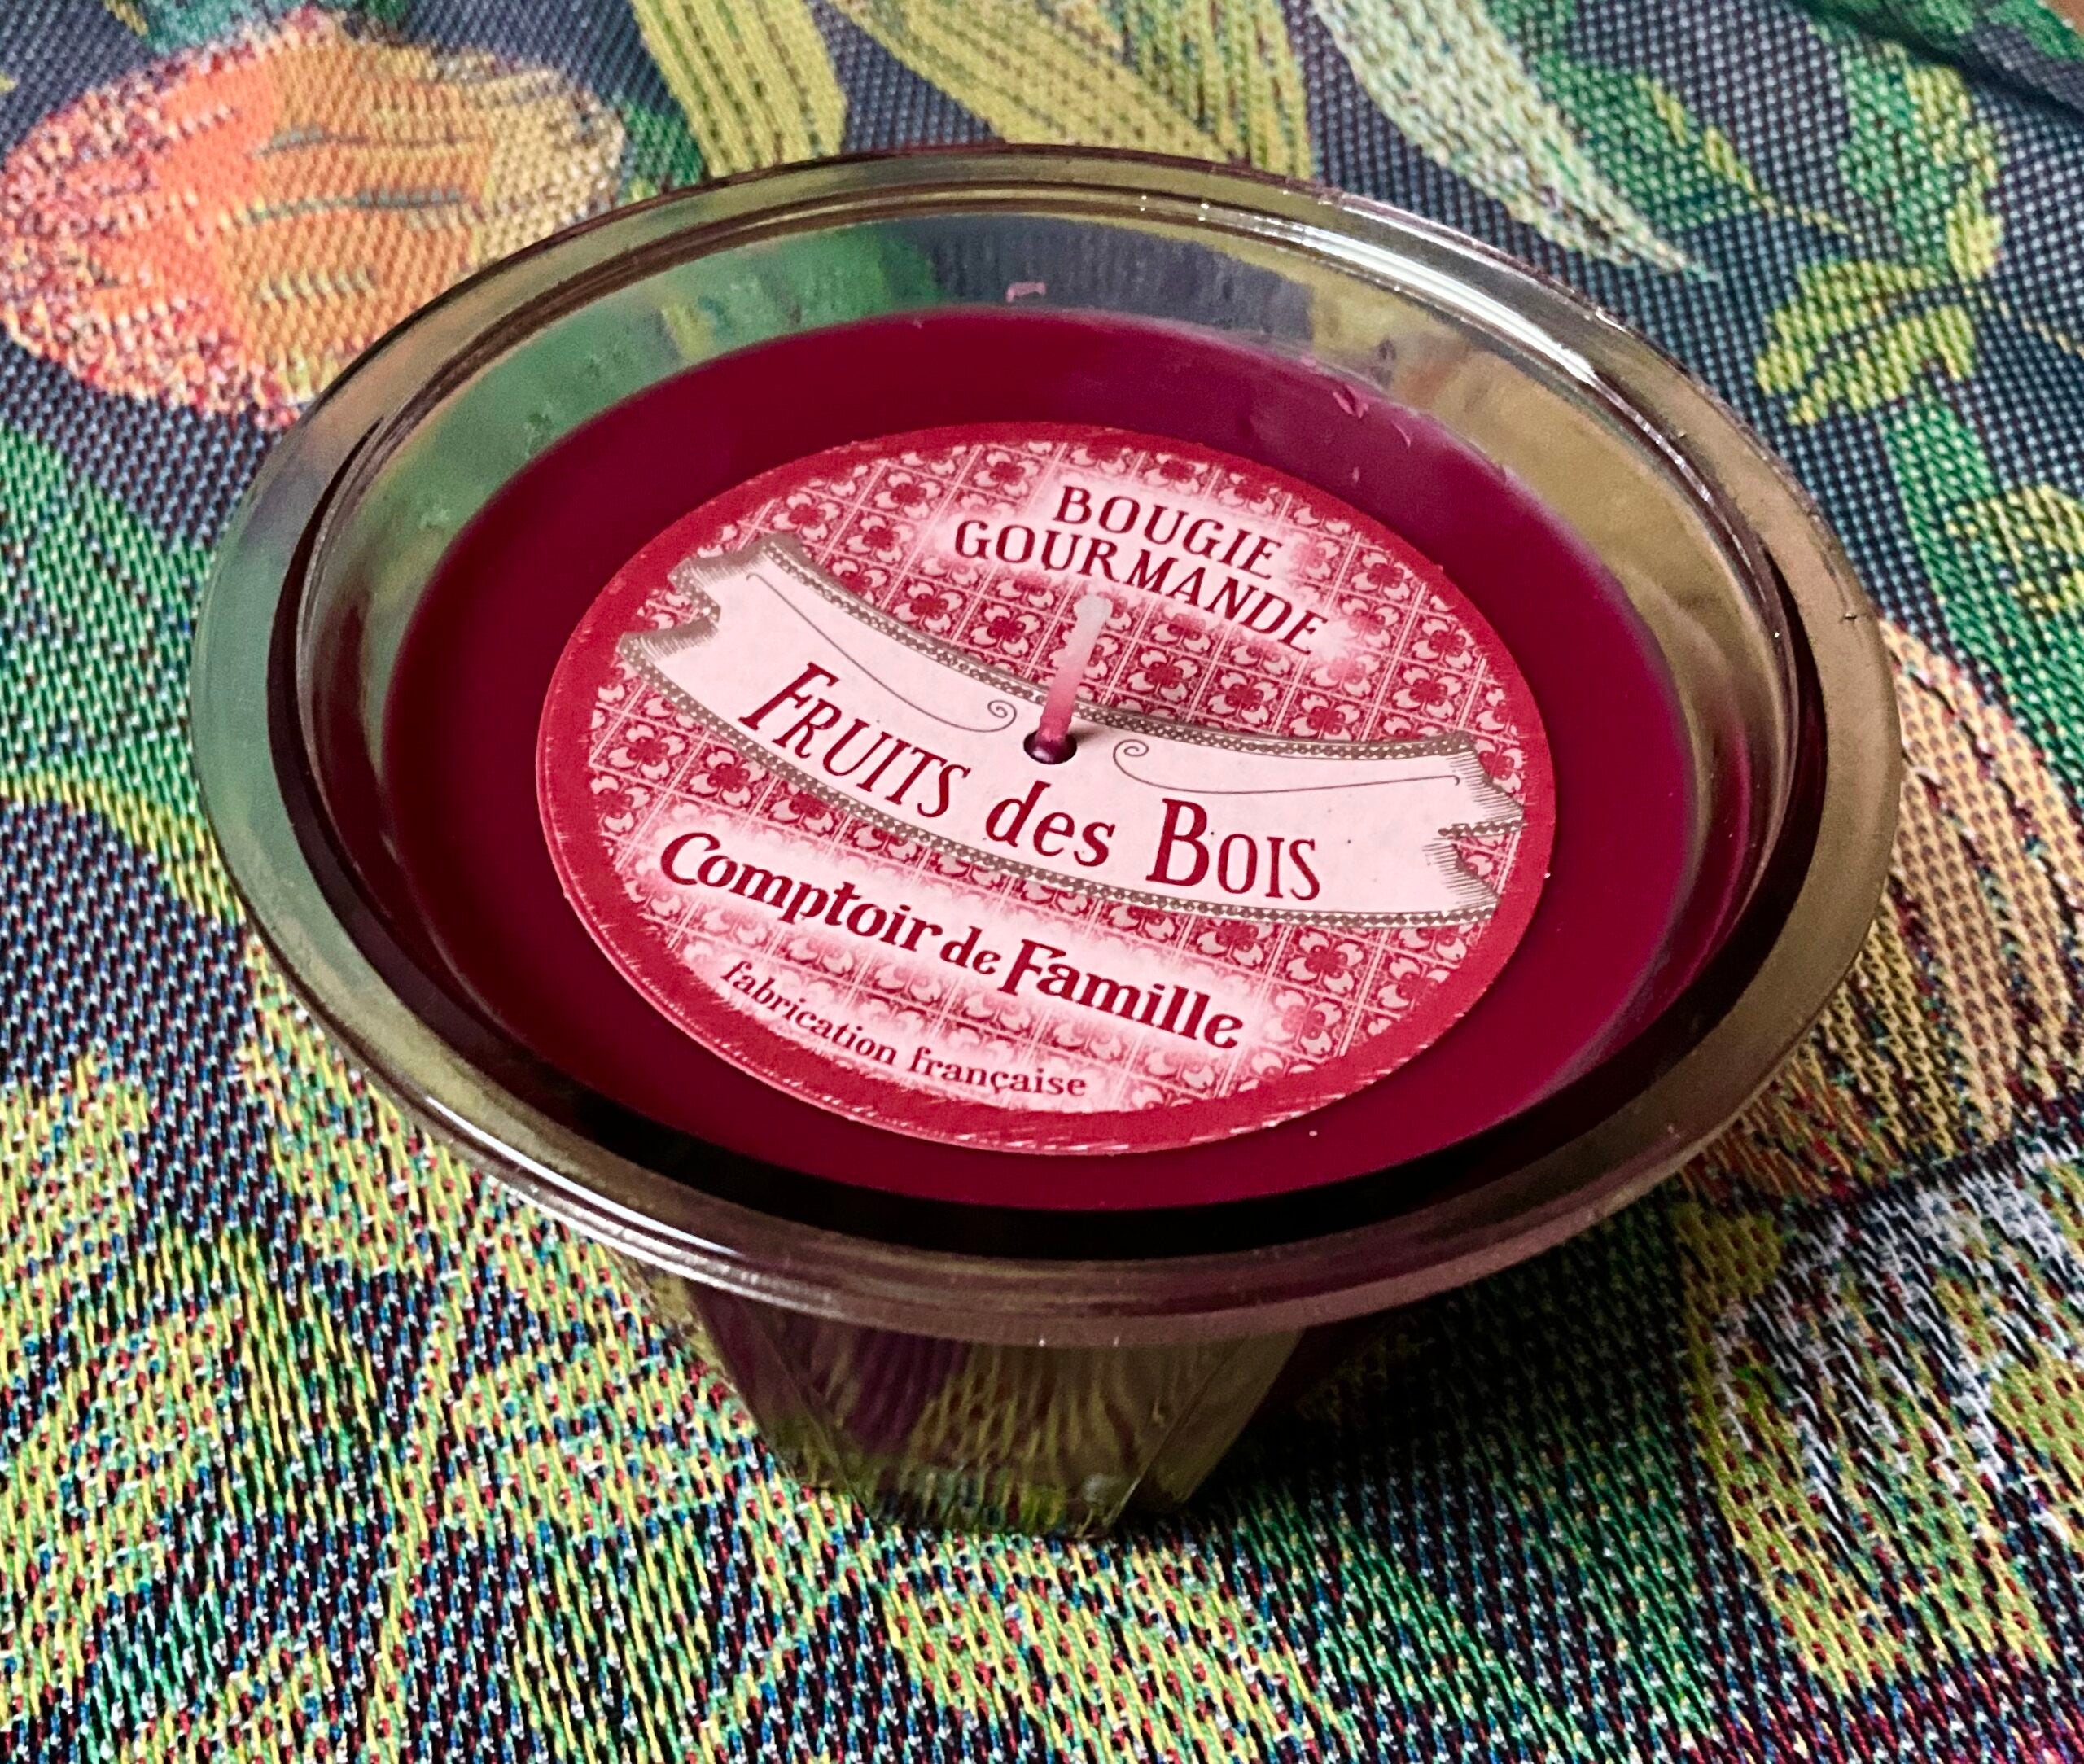 BOUGIE
GOURMANDE
FRUITS des BOIS
Comptoir de Famille
fabrication française